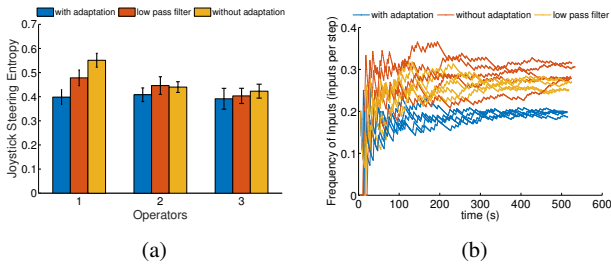 with adaptation low pass filter without adaptation
0.7
0.6
0.5
0.4
0.3
0.2
0.1
0
Joystick Steering Entropy
1 2 3
Operators
(a)
with adaptation without adaptation low pass filter
0.4
0.3
0.2
0.1
0
Frequency of Inputs (inputs per step)
0 100 200 300 400 500 600
time (s)
(b)